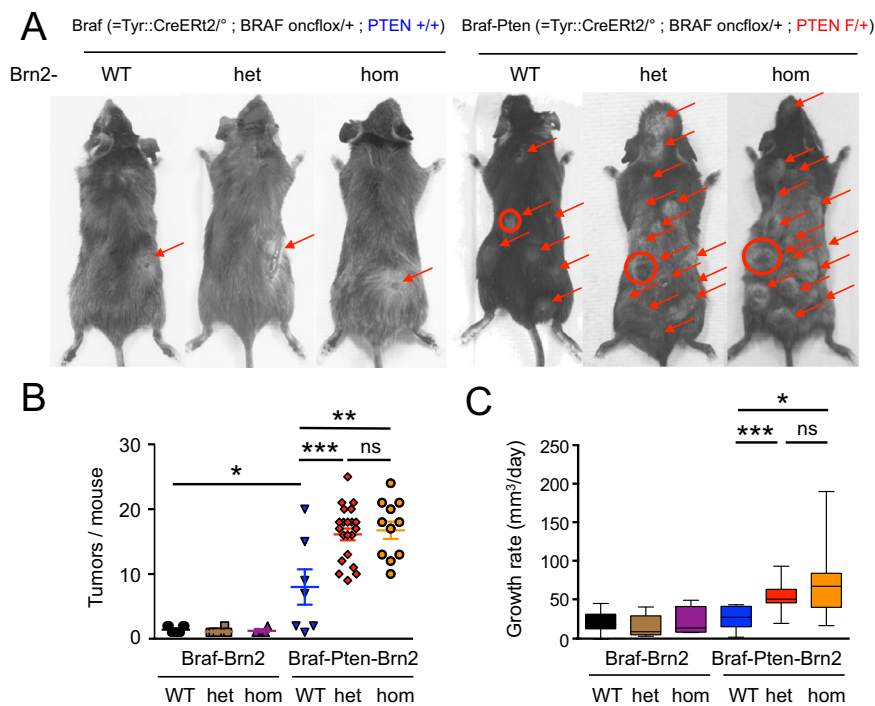 A
Braf (=Tyr::CreERt2/° ; BRAF oncflox/+ ; PTEN +/+)
Braf-Pten (=Tyr::CreERt2/° ; BRAF oncflox/+ ; PTEN F/+)
Brn2- WT het hom WT het hom
B
Tumors / mouse
30
20
10
0
*
**
***
ns
Braf-Brn2 Braf-Pten-Brn2
WT het hom WT het hom
C
Growth rate (mm³/day)
250
200
150
100
50
0
*
***
ns
Braf-Brn2 Braf-Pten-Brn2
WT het hom WT het hom